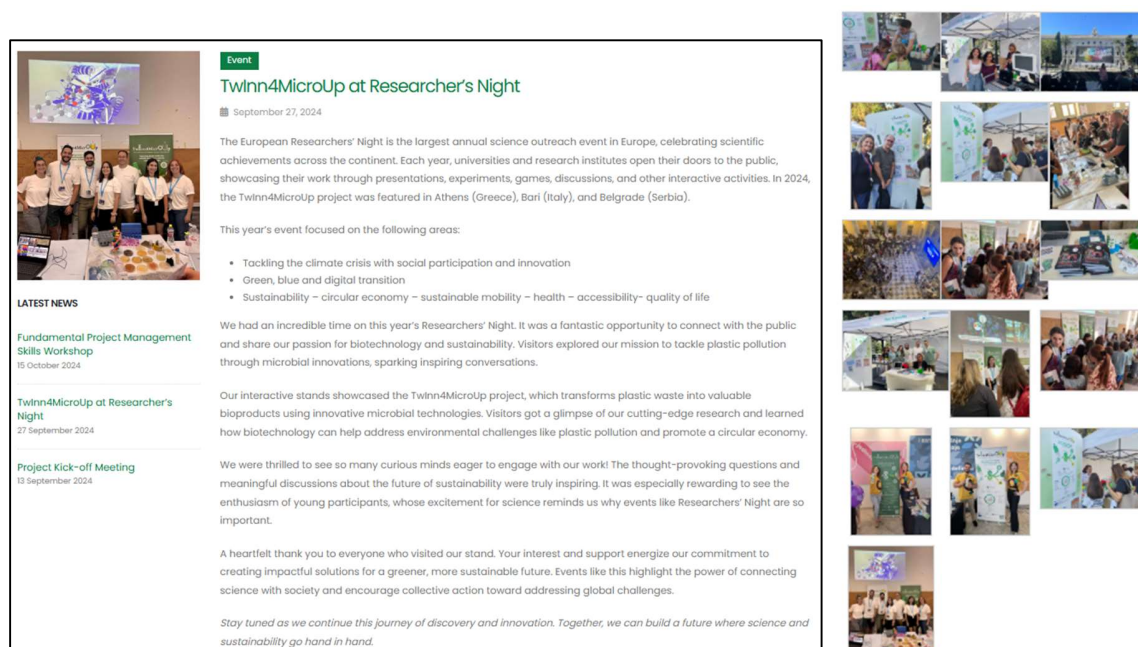 Event
TwInn4MicroUp at Researcher's Night
September 27, 2024
The European Researchers' Night is the largest annual science outreach event in Europe, celebrating scientific
achievements across the continent. Each year, universities and research institutes open their doors to the public,
showcasing their work through presentations, experiments, games, discussions, and other interactive activities. In 2024,
the TwInn4MicroUp project was featured in Athens (Greece), Bari (Italy), and Belgrade (Serbia).
This year's event focused on the following areas:
• Tackling the climate crisis with social participation and innovation
• Green, blue and digital transition
• Sustainability – circular economy – sustainable mobility – health – accessibility- quality of life
We had an incredible time on this year's Researchers' Night. It was a fantastic opportunity to connect with the public
and share our passion for biotechnology and sustainability. Visitors explored our mission to tackle plastic pollution
through microbial innovations, sparking inspiring conversations.
Our interactive stands showcased the TwInn4MicroUp project, which transforms plastic waste into valuable
bioproducts using innovative microbial technologies. Visitors got a glimpse of our cutting-edge research and learned
how biotechnology can help address environmental challenges like plastic pollution and promote a circular economy.
We were thrilled to see so many curious minds eager to engage with our work! The thought-provoking questions and
meaningful discussions about the future of sustainability were truly inspiring. It was especially rewarding to see the
enthusiasm of young participants, whose excitement for science reminds us why events like Researchers' Night are so
important.
A heartfelt thank you to everyone who visited our stand. Your interest and support energize our commitment to
creating impactful solutions for a greener, more sustainable future. Events like this highlight the power of connecting
science with society and encourage collective action toward addressing global challenges.
Stay tuned as we continue this journey of discovery and innovation. Together, we can build a future where science and
sustainability go hand in hand.
LATEST NEWS
Fundamental Project Management
Skills Workshop
15 October 2024
TwInn4MicroUp at Researcher's
Night
27 September 2024
Project Kick-off Meeting
13 September 2024